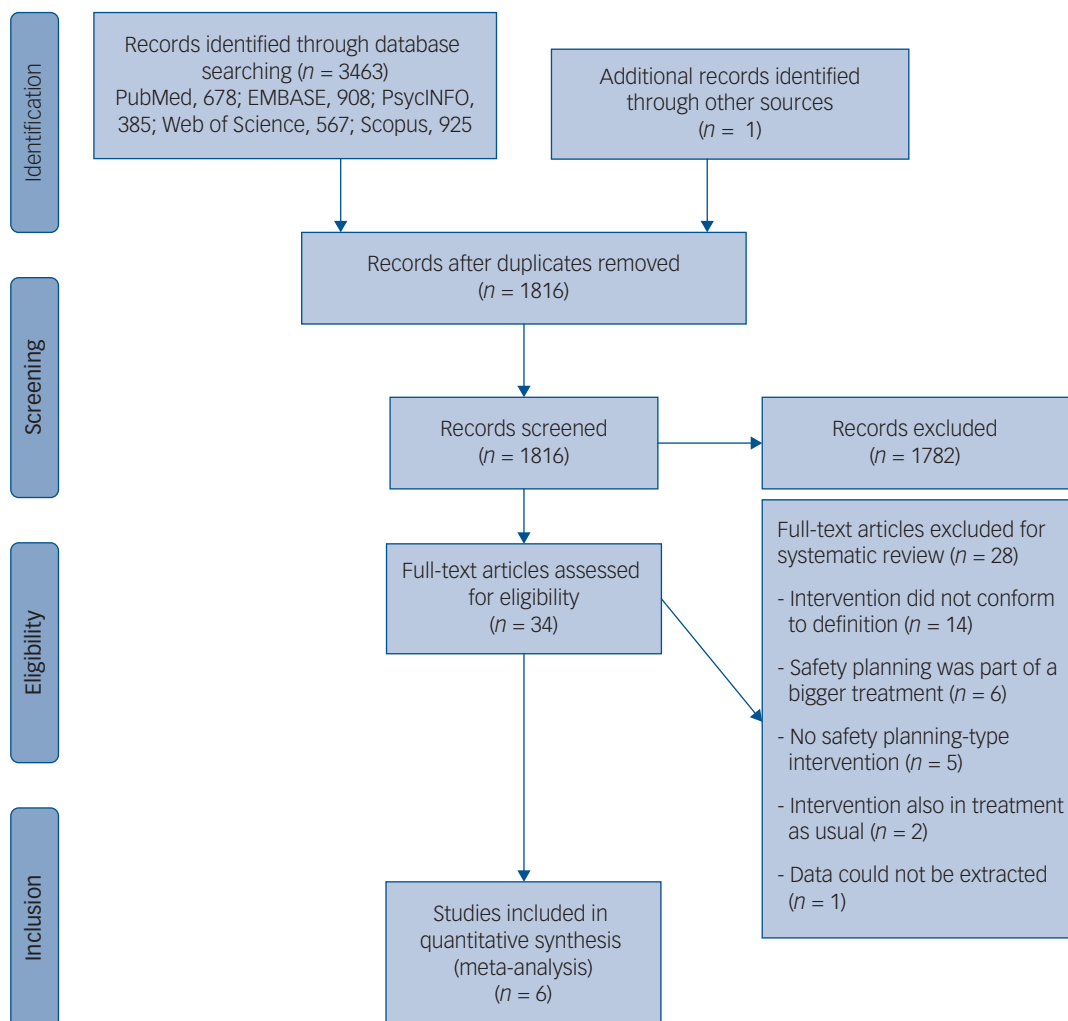 Identification
Records identified through database
searching (n = 3463)
PubMed, 678; EMBASE, 908; PsycINFO,
385; Web of Science, 567; Scopus, 925
Additional records identified
through other sources
(n = 1)
Records after duplicates removed
(n = 1816)
Screening
Records screened
(n = 1816)
Records excluded
(n = 1782)
Eligibility
Full-text articles assessed
for eligibility
(n = 34)
Full-text articles excluded for
systematic review (n = 28)
- Intervention did not conform
to definition (n = 14)
- Safety planning was part of a
bigger treatment (n = 6)
- No safety planning-type
intervention (n = 5)
- Intervention also in treatment
as usual (n = 2)
- Data could not be extracted
(n = 1)
Inclusion
Studies included in
quantitative synthesis
(meta-analysis)
(n = 6)